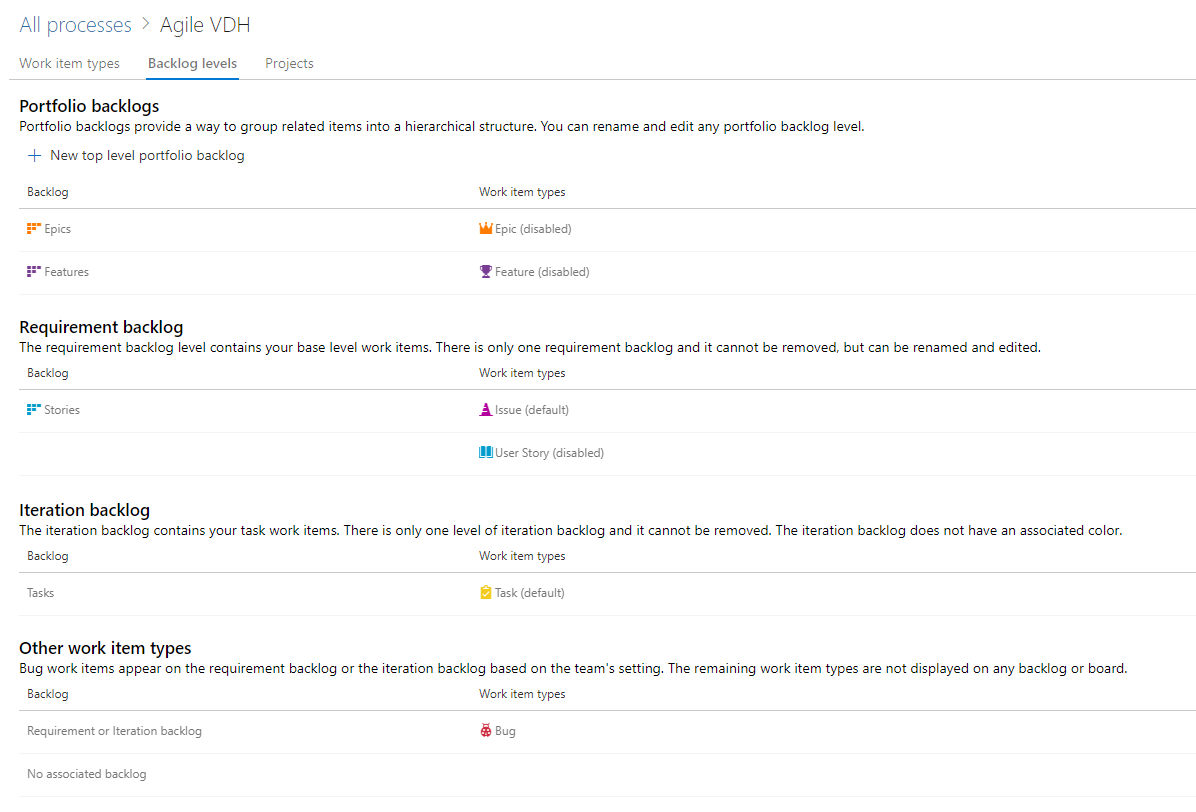 All processes > Agile VDH
Work item types Backlog levels Projects
Portfolio backlogs
Portfolio backlogs provide a way to group related items into a hierarchical structure. You can rename and edit any portfolio backlog level.
+ New top level portfolio backlog
Backlog Work item types
Epics Epic (disabled)
Features Feature (disabled)
Requirement backlog
The requirement backlog level contains your base level work items. There is only one requirement backlog and it cannot be removed, but can be renamed and edited.
Backlog Work item types
Stories Issue (default)
User Story (disabled)
Iteration backlog
The iteration backlog contains your task work items. There is only one level of iteration backlog and it cannot be removed. The iteration backlog does not have an associated color.
Backlog Work item types
Tasks Task (default)
Other work item types
Bug work items appear on the requirement backlog or the iteration backlog based on the team's setting. The remaining work item types are not displayed on any backlog or board.
Backlog Work item types
Requirement or Iteration backlog Bug
No associated backlog